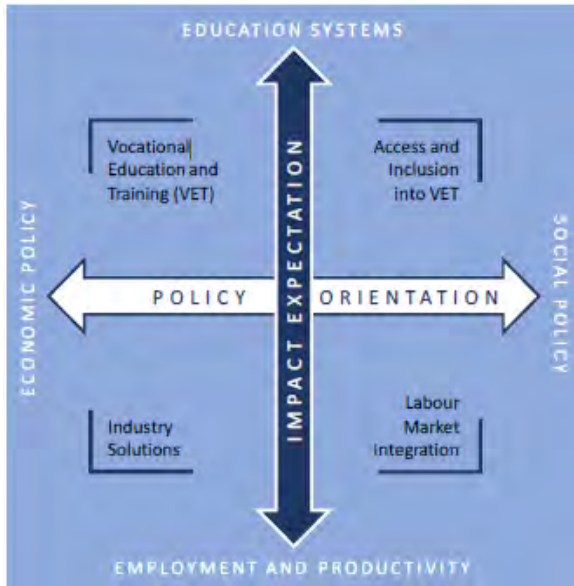 EDUCATION SYSTEMS
Vocational
Education and
Training (VET)
Access and
Inclusion
into VET
ECONOMIC POLICY
POLICY ORIENTATION
IMPACT EXPECTATION
SOCIAL POLICY
Industry
Solutions
Labour
Market
integration
EMPLOYMENT AND PRODUCTIVITY